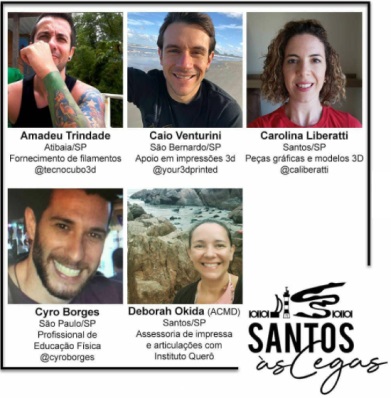 Amadeu Trindade
Atibaia/SP
Fornecimento de filamentos
@tecnocubo3d
Caio Venturini
São Bernardo/SP
Apoio em impressões 3d
@your3dprinted
Carolina Liberatti
Santos/SP
Peças gráficas e modelos 3D
@caliberatti
Cyro Borges
São Paulo/SP
Profissional de
Educação Física
@cyroborges
Deborah Okida (ACMD)
Santos/SP
Assessoria de impressa
e articulações com
Instituto Querô
SANTOS
às Cegas